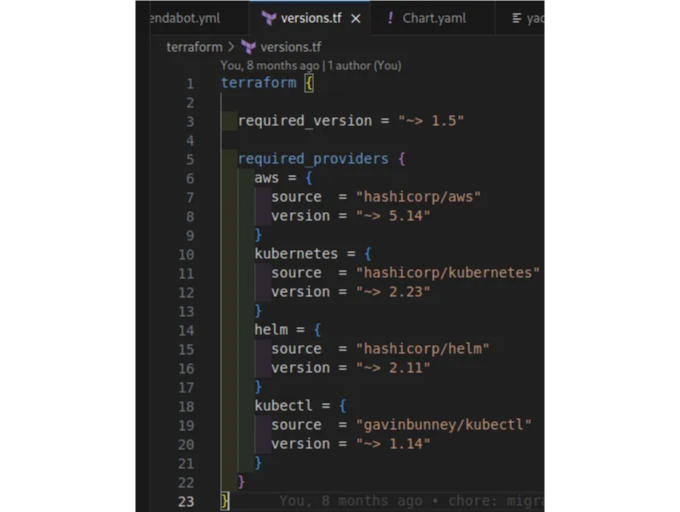 endabot.yml versions.tf Chart.yaml yac
terraform > versions.tf
You, 8 months ago | 1 author (You)
1 terraform {
2
3 required_version = "~> 1.5"
4
5 required_providers {
6 aws = {
7 source = "hashicorp/aws"
8 version = "~> 5.14"
9 }
10 kubernetes = {
11 source = "hashicorp/kubernetes"
12 version = "~> 2.23"
13 }
14 helm = {
15 source = "hashicorp/helm"
16 version = "~> 2.11"
17 }
18 kubectl = {
19 source = "gavinbunney/kubectl"
20 version = "~> 1.14"
21 }
22 }
23 } You, 8 months ago • chore: migra